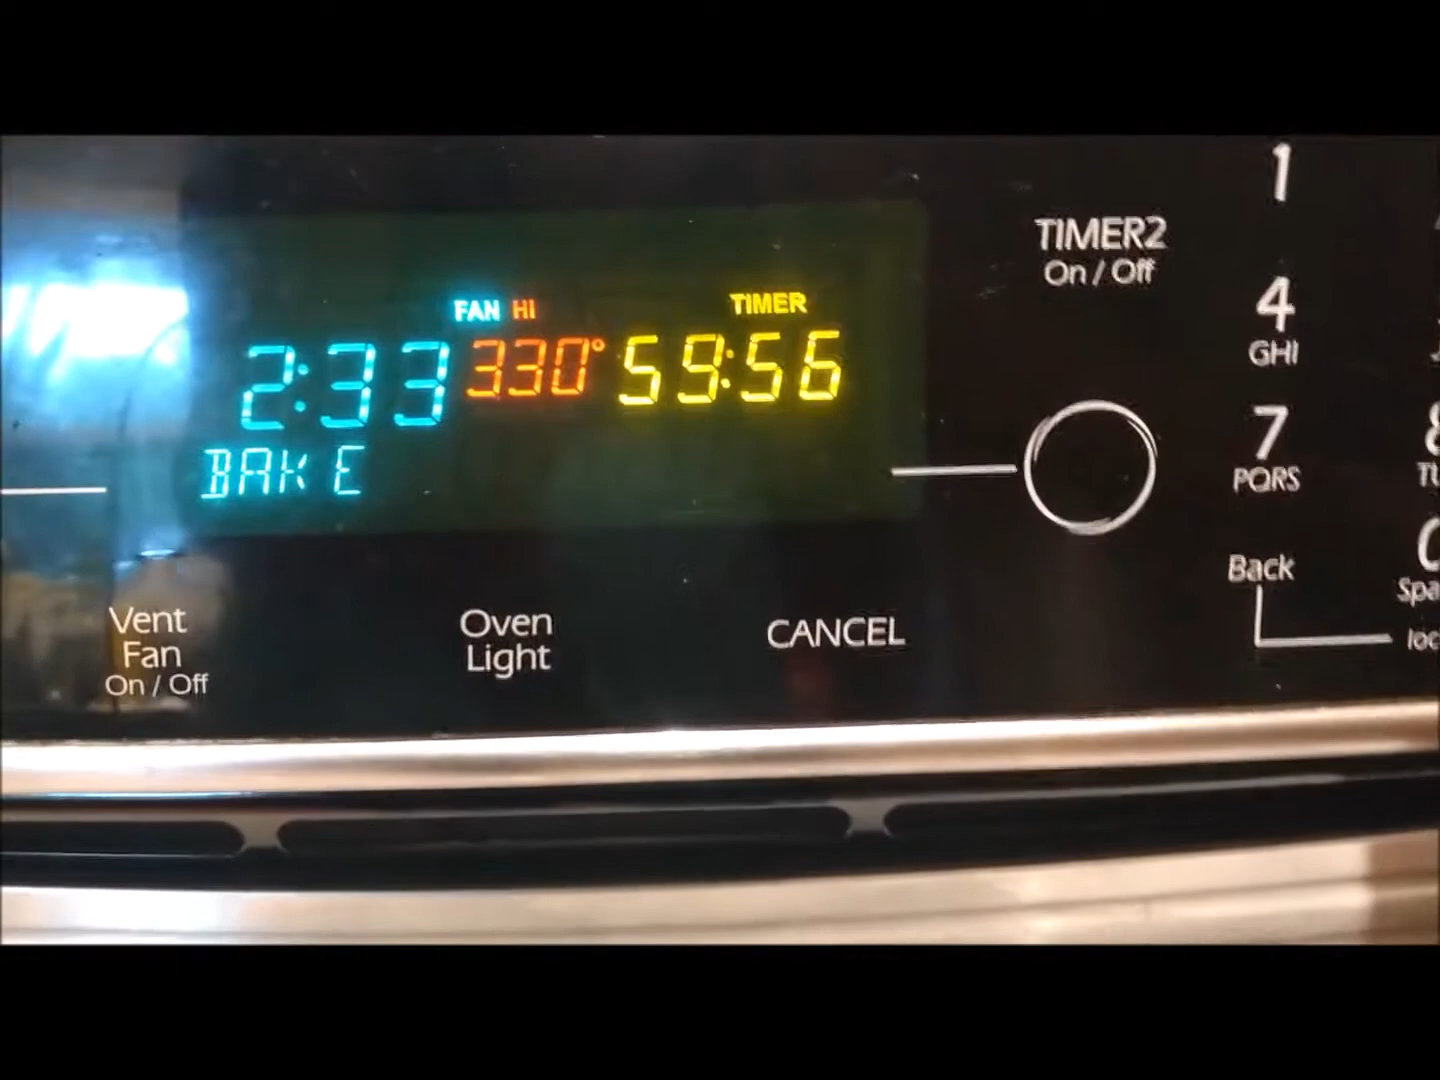 FAN HI TIMER
2:33 330° 59:56
BAKE
Vent
Fan
On / Off
Oven
Light
CANCEL
TIMER2
On / Off
1
4
GHI
7
PQRS
Back